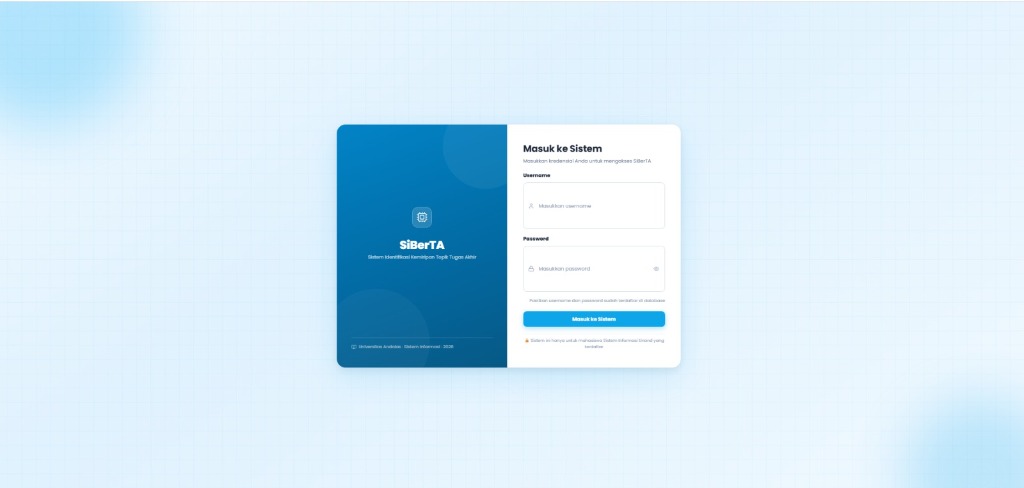 SiBerTA
Sistem Identifikasi Kemiripan Topik Tugas Akhir
Universitas Andalas · Sistem Informasi ·
Masuk ke Sistem
Masukkan kredensial Anda untuk mengakses SiBerTA
Username
Masukkan username
Password
Masukkan password
Pastikan username dan password sudah terdaftar di database
Masuk ke Sistem
Sistem ini hanya untuk mahasiswa Sistem Informasi yang
terdaftar